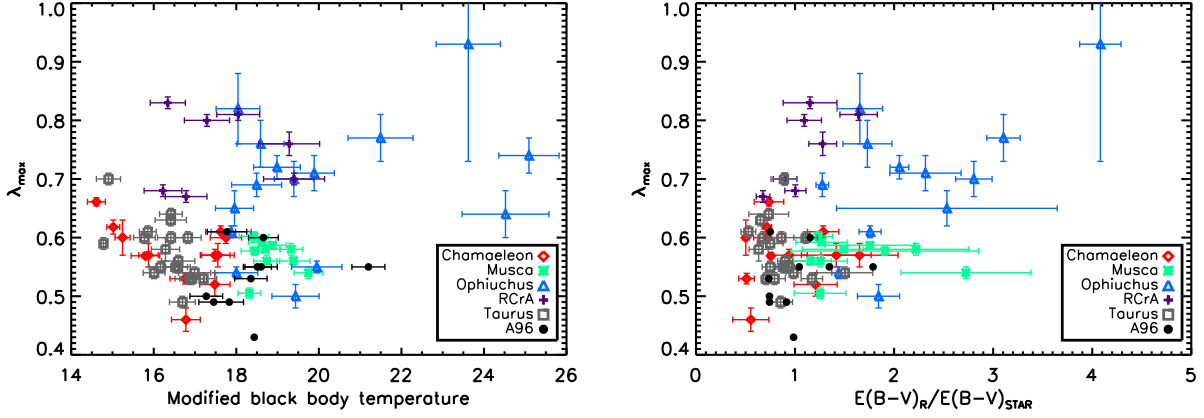 1.0
0.9
0.8
0.7
0.6
0.5
0.4
λmax
14 16 18 20 22 24 26
Modified black body temperature
Chamaeleon
Musca
Ophiuchus
RCrA
Taurus
A96
1.0
0.9
0.8
0.7
0.6
0.5
0.4
λmax
0 1 2 3 4 5
E(B−V)R/E(B−V)STAR
Chamaeleon
Musca
Ophiuchus
RCrA
Taurus
A96